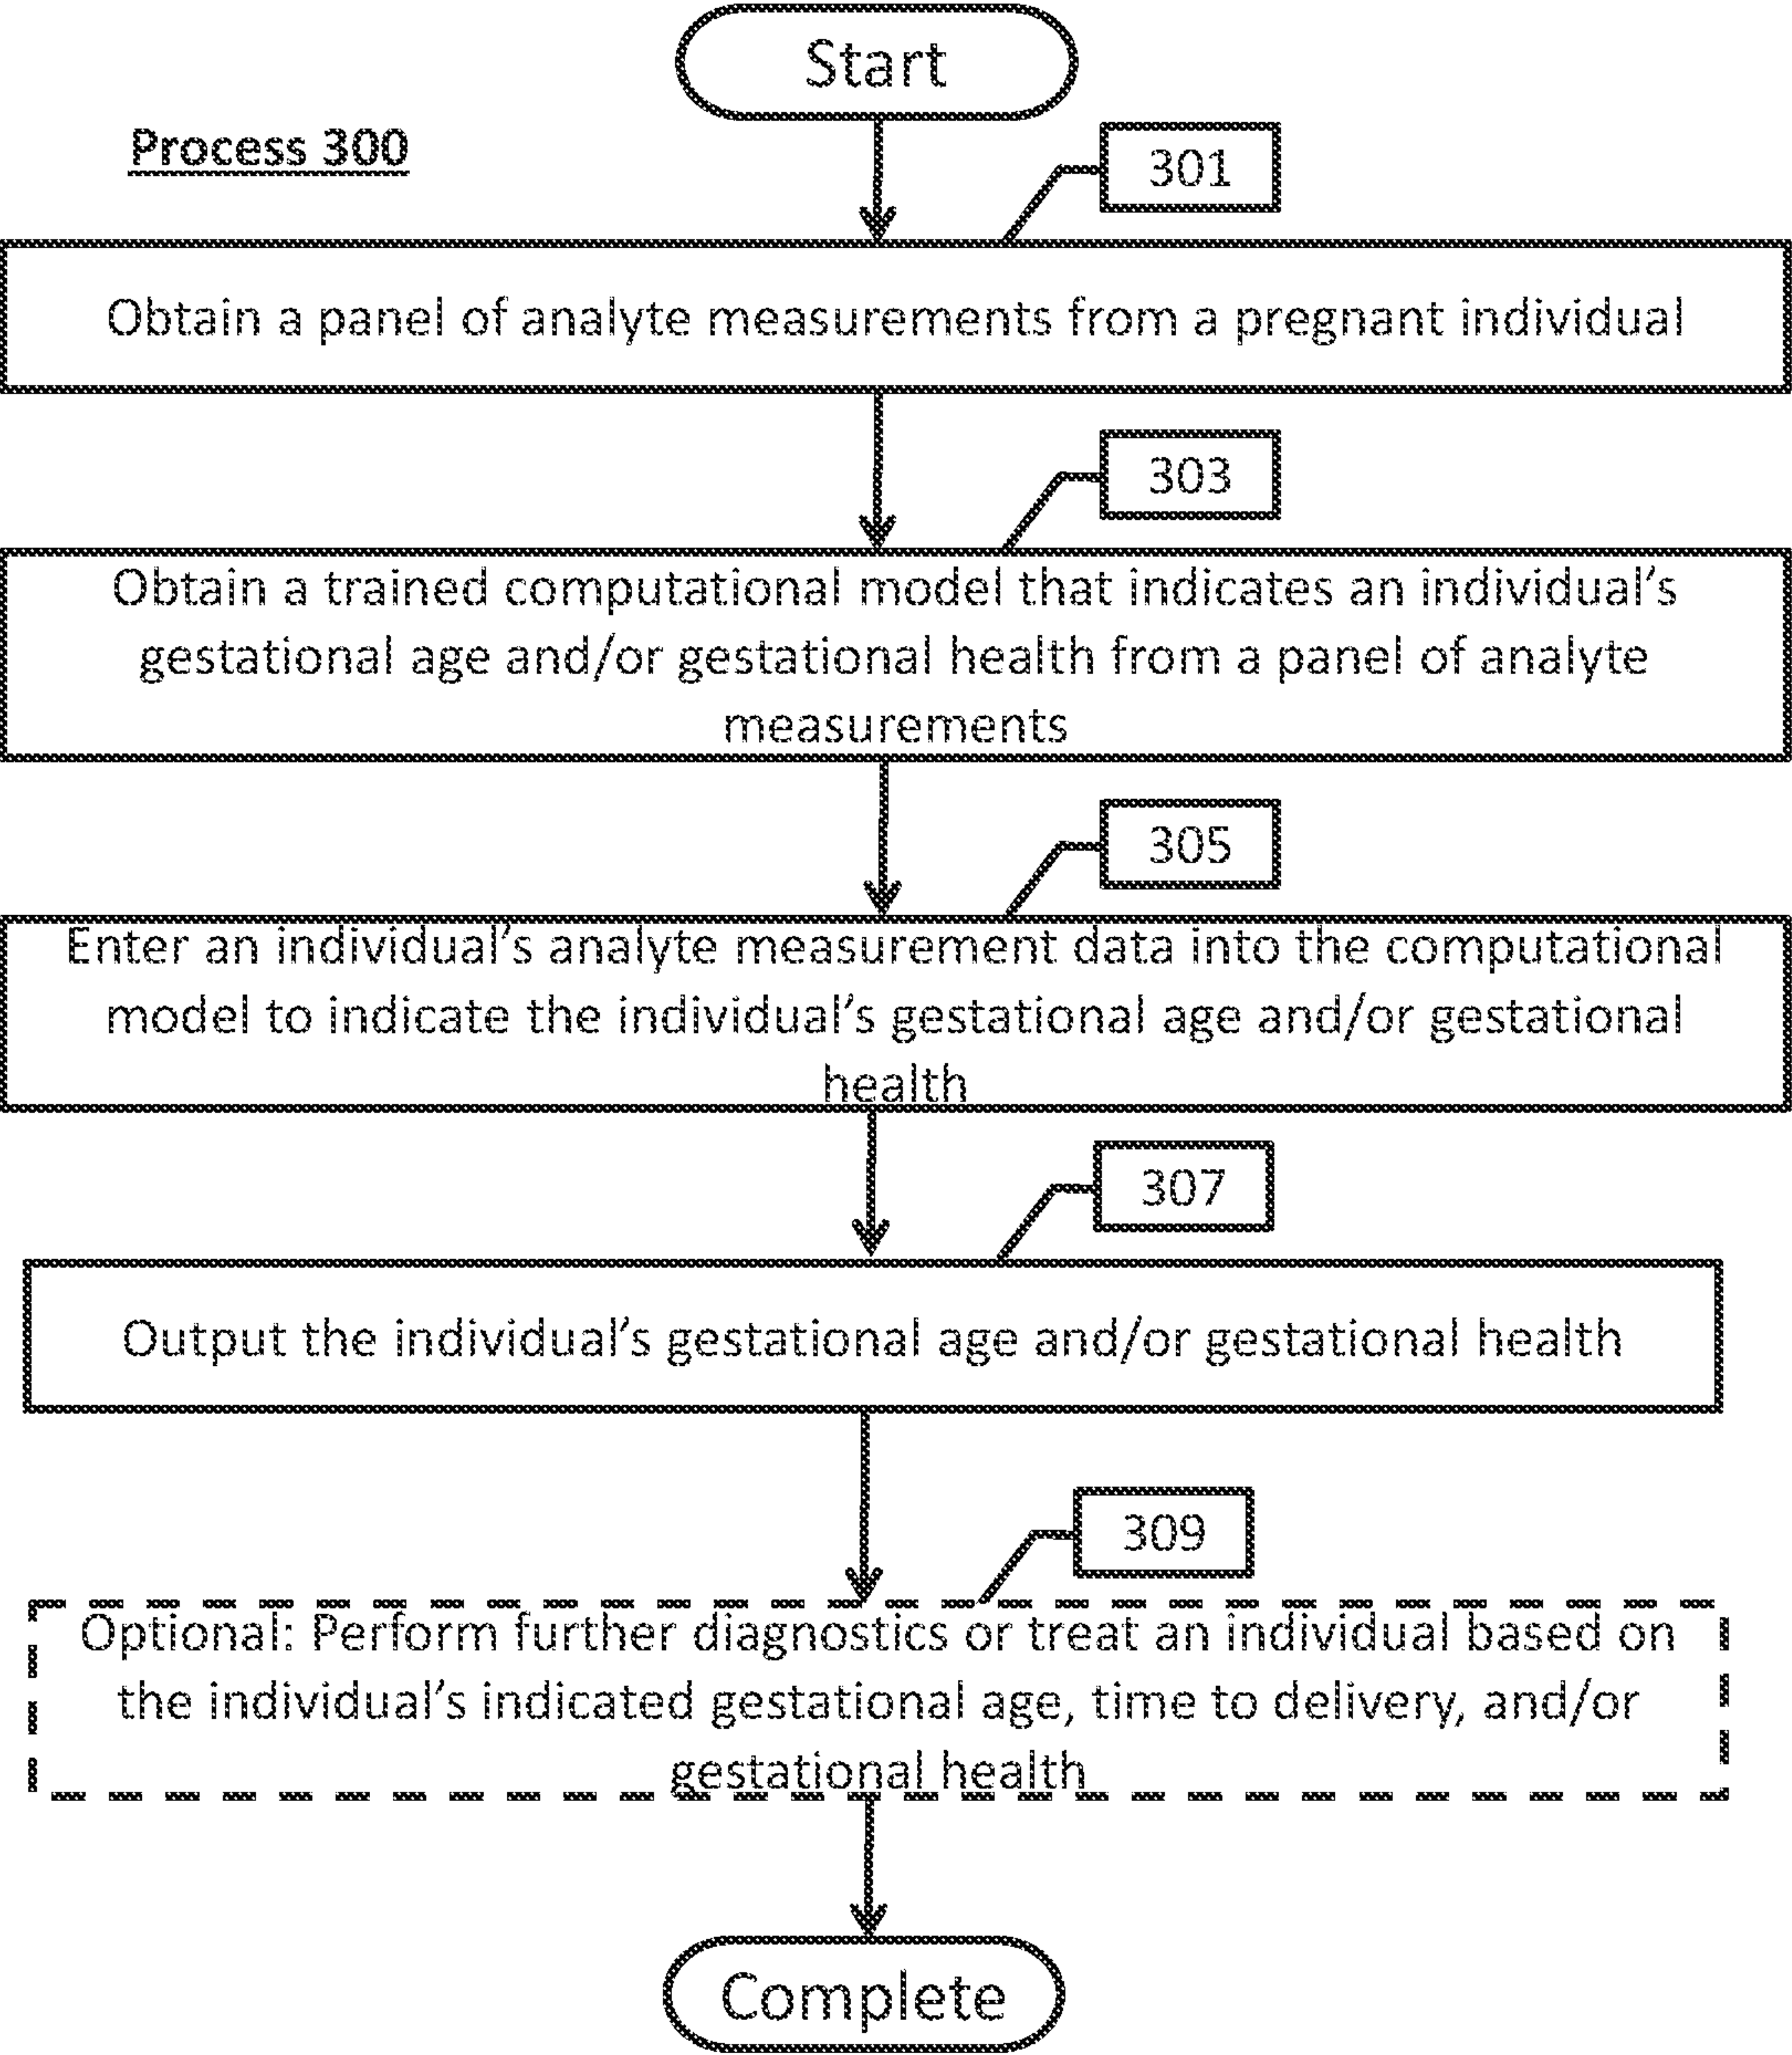 Start
Process 300
301
Obtain a panel of analyte measurements from a pregnant individual
303
Obtain a trained computational model that indicates an individual's
gestational age and/or gestational health from a panel of analyte
measurements
305
Enter an individual's analyte measurement data into the computational
model to indicate the individual's gestational age and/or gestational
health
307
Output the individual's gestational age and/or gestational health
309
Optional: Perform further diagnostics or treat an individual based on
the individual's indicated gestational age, time to delivery, and/or
gestational health
Complete